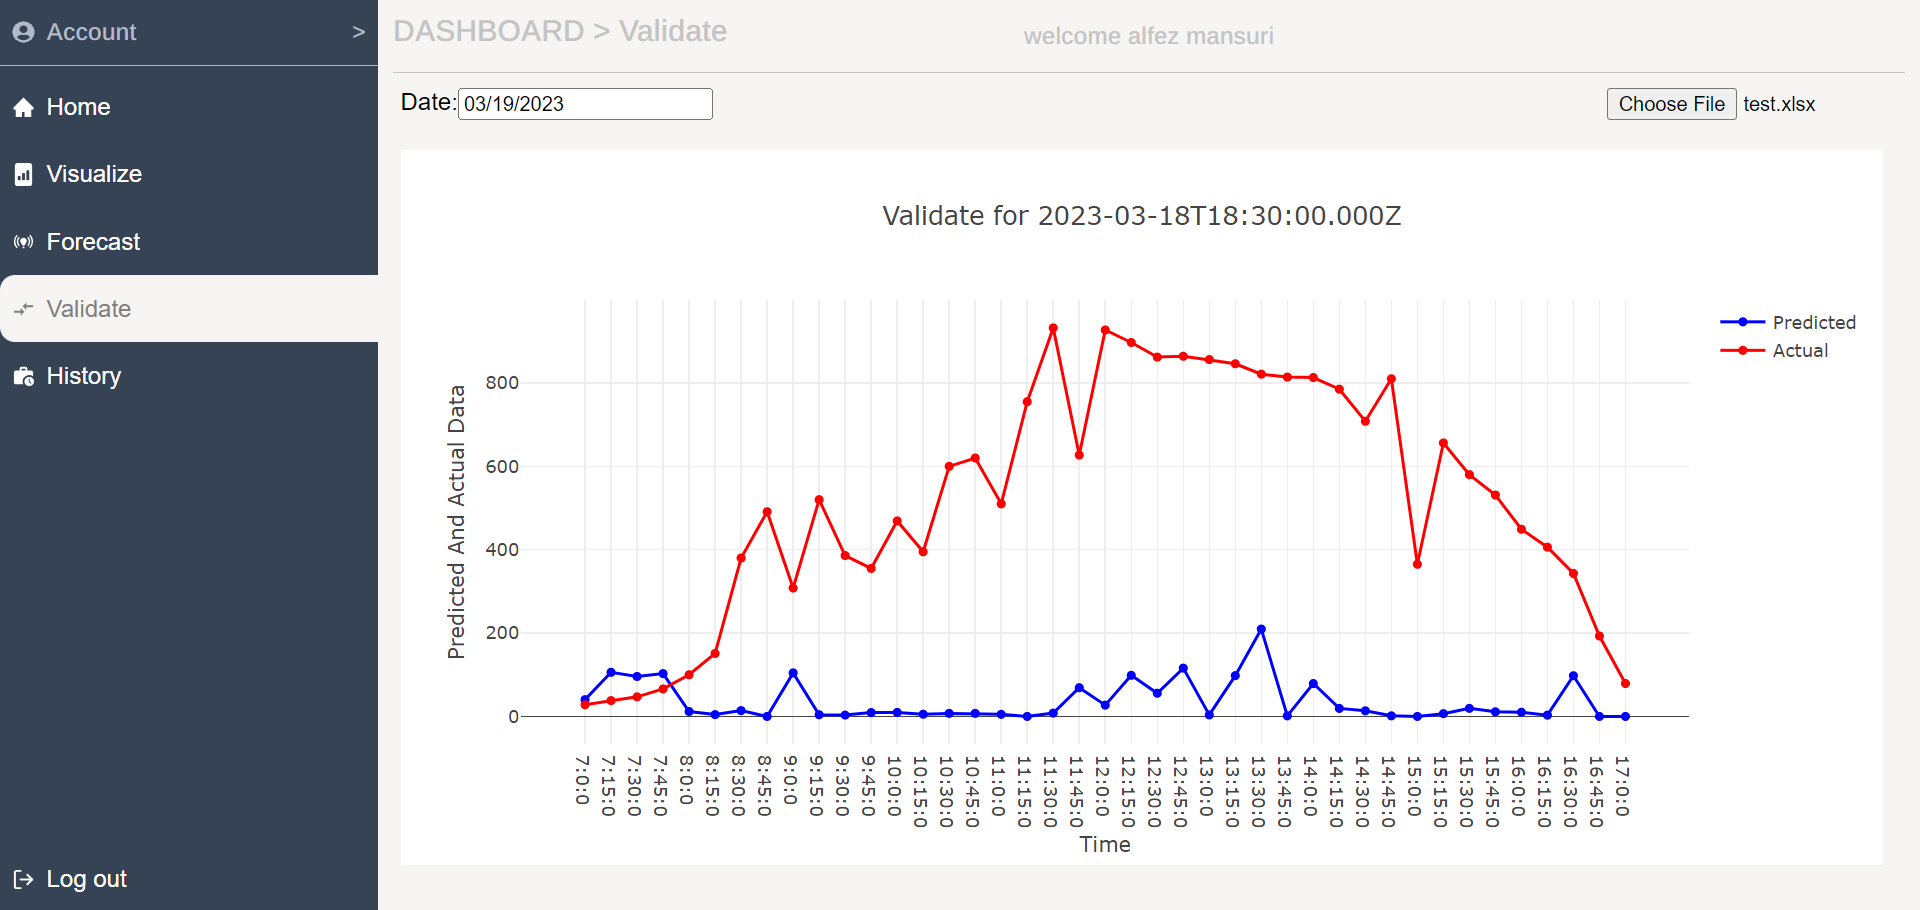 Account >
Home
Visualize
Forecast
Validate
History
Log out
DASHBOARD > Validate
welcome alfez mansuri
Date: 03/19/2023
Choose File test.xlsx
Validate for 2023-03-18T18:30:00.000Z
Predicted
Actual
Predicted And Actual Data
800
600
400
200
0
7:0:0
7:15:0
7:30:0
7:45:0
8:0:0
8:15:0
8:30:0
8:45:0
9:0:0
9:15:0
9:30:0
9:45:0
10:0:0
10:15:0
10:30:0
10:45:0
11:0:0
11:15:0
11:30:0
11:45:0
12:0:0
12:15:0
12:30:0
12:45:0
13:0:0
13:15:0
13:30:0
13:45:0
14:0:0
14:15:0
14:30:0
14:45:0
15:0:0
15:15:0
15:30:0
15:45:0
16:0:0
16:15:0
16:30:0
16:45:0
17:0:0
Time